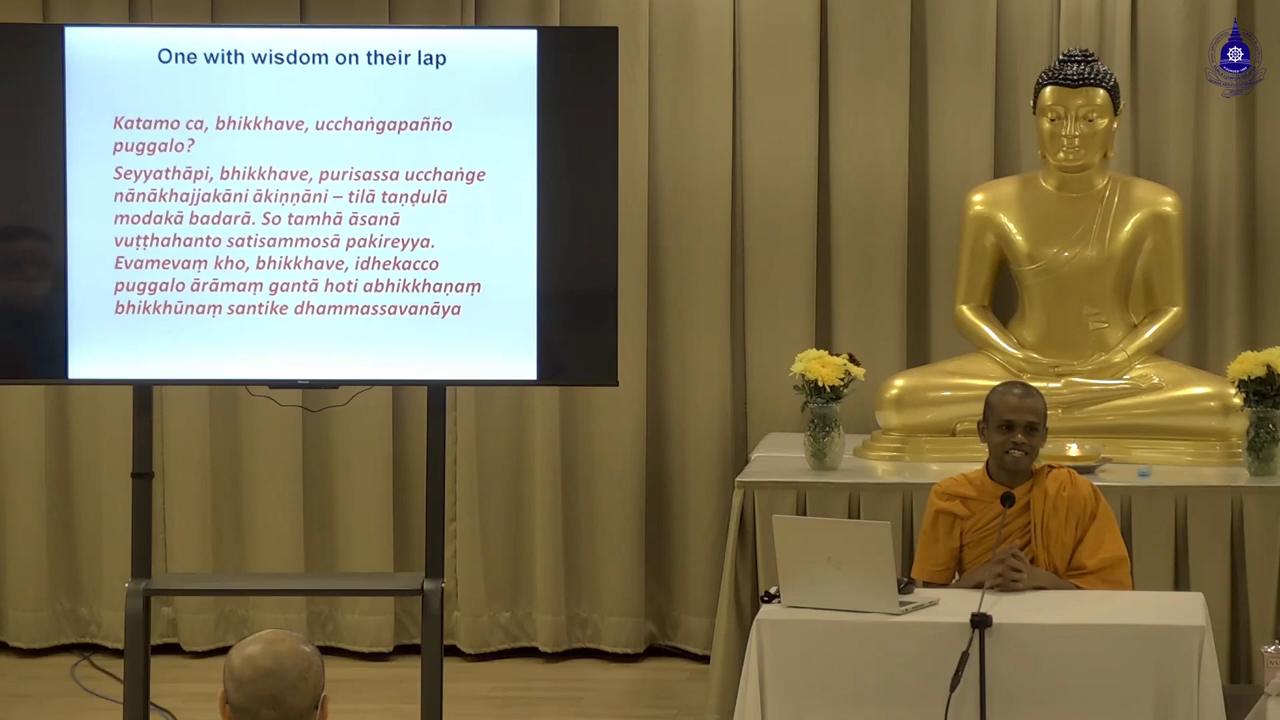 One with wisdom on their lap
Katamo ca, bhikkhave, ucchaṅgapañño
puggalo?
Seyyathāpi, bhikkhave, purisassa ucchaṅge
nānākhajjakāni ākiṇṇāni – tilā taṇḍulā
modakā badarā. So tamhā āsanā
vuṭṭhahanto satisammosā pakireyya.
Evamevaṃ kho, bhikkhave, idhekacco
puggalo ārāmaṃ gantā hoti abhikkhaṇaṃ
bhikkhūnaṃ santike dhammassavanāya